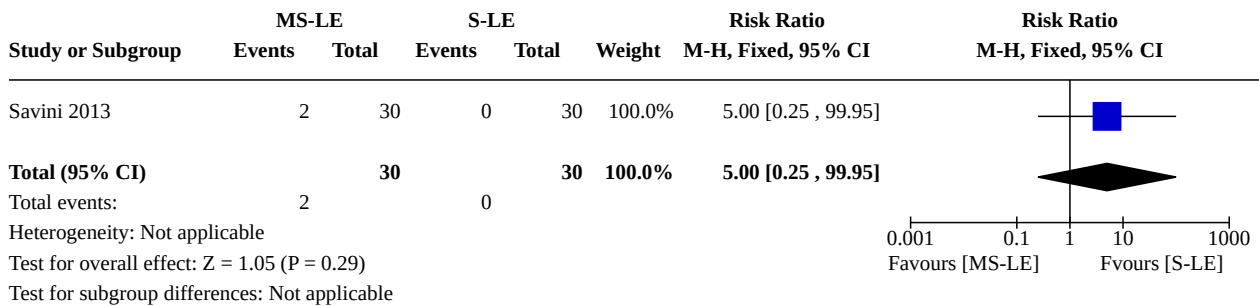 MS-LE S-LE Risk Ratio Risk Ratio
Study or Subgroup Events Total Events Total Weight M-H, Fixed, 95% CI M-H, Fixed, 95% CI
Savini 2013 2 30 0 30 100.0% 5.00 [0.25 , 99.95]
Total (95% CI) 30 30 100.0% 5.00 [0.25 , 99.95]
Total events: 2 0
Heterogeneity: Not applicable
0.001 0.1 1 10 1000
Test for overall effect: Z = 1.05 (P = 0.29)
Favours [MS-LE] Fvours [S-LE]
Test for subgroup differences: Not applicable